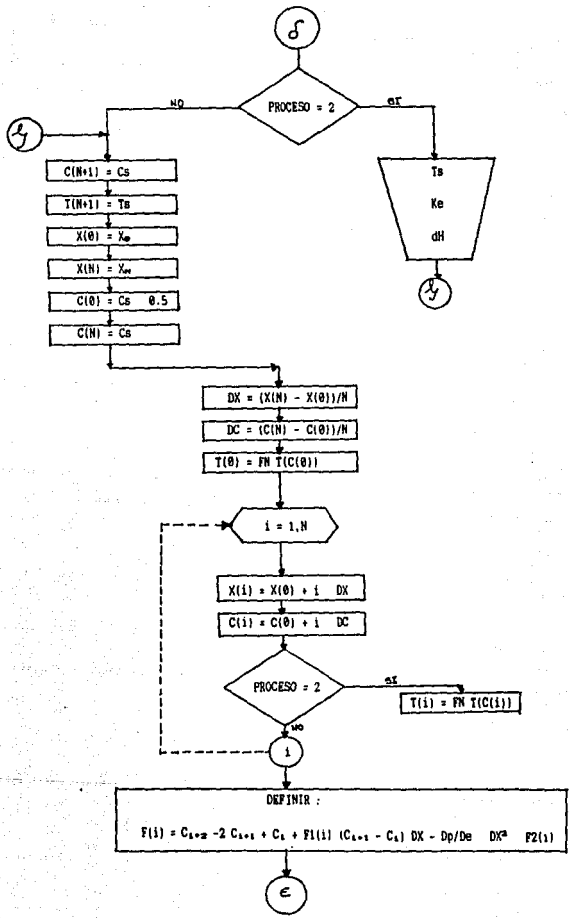 δ
PROCESO = 2
NO
SI
Y
C(N+1) = Cs
T(N+1) = Ts
X(0) = X₀
X(N) = Xₙ
C(0) = Cs 0.5
C(N) = Cs
Ts
Ke
dH
Y
DX = (X(N) - X(0))/N
DC = (C(N) - C(0))/N
T(0) = FN T(C(0))
i = 1,N
X(i) = X(0) + i DX
C(i) = C(0) + i DC
PROCESO = 2
SI
T(i) = FN T(C(i))
NO
i
DEFINIR :
F(i) = Cᵢ₊₂ -2 Cᵢ₊₁ + Cᵢ + F1(i) (Cᵢ₊₁ - Cᵢ) DX - Dp/De DX² F2(i)
ε